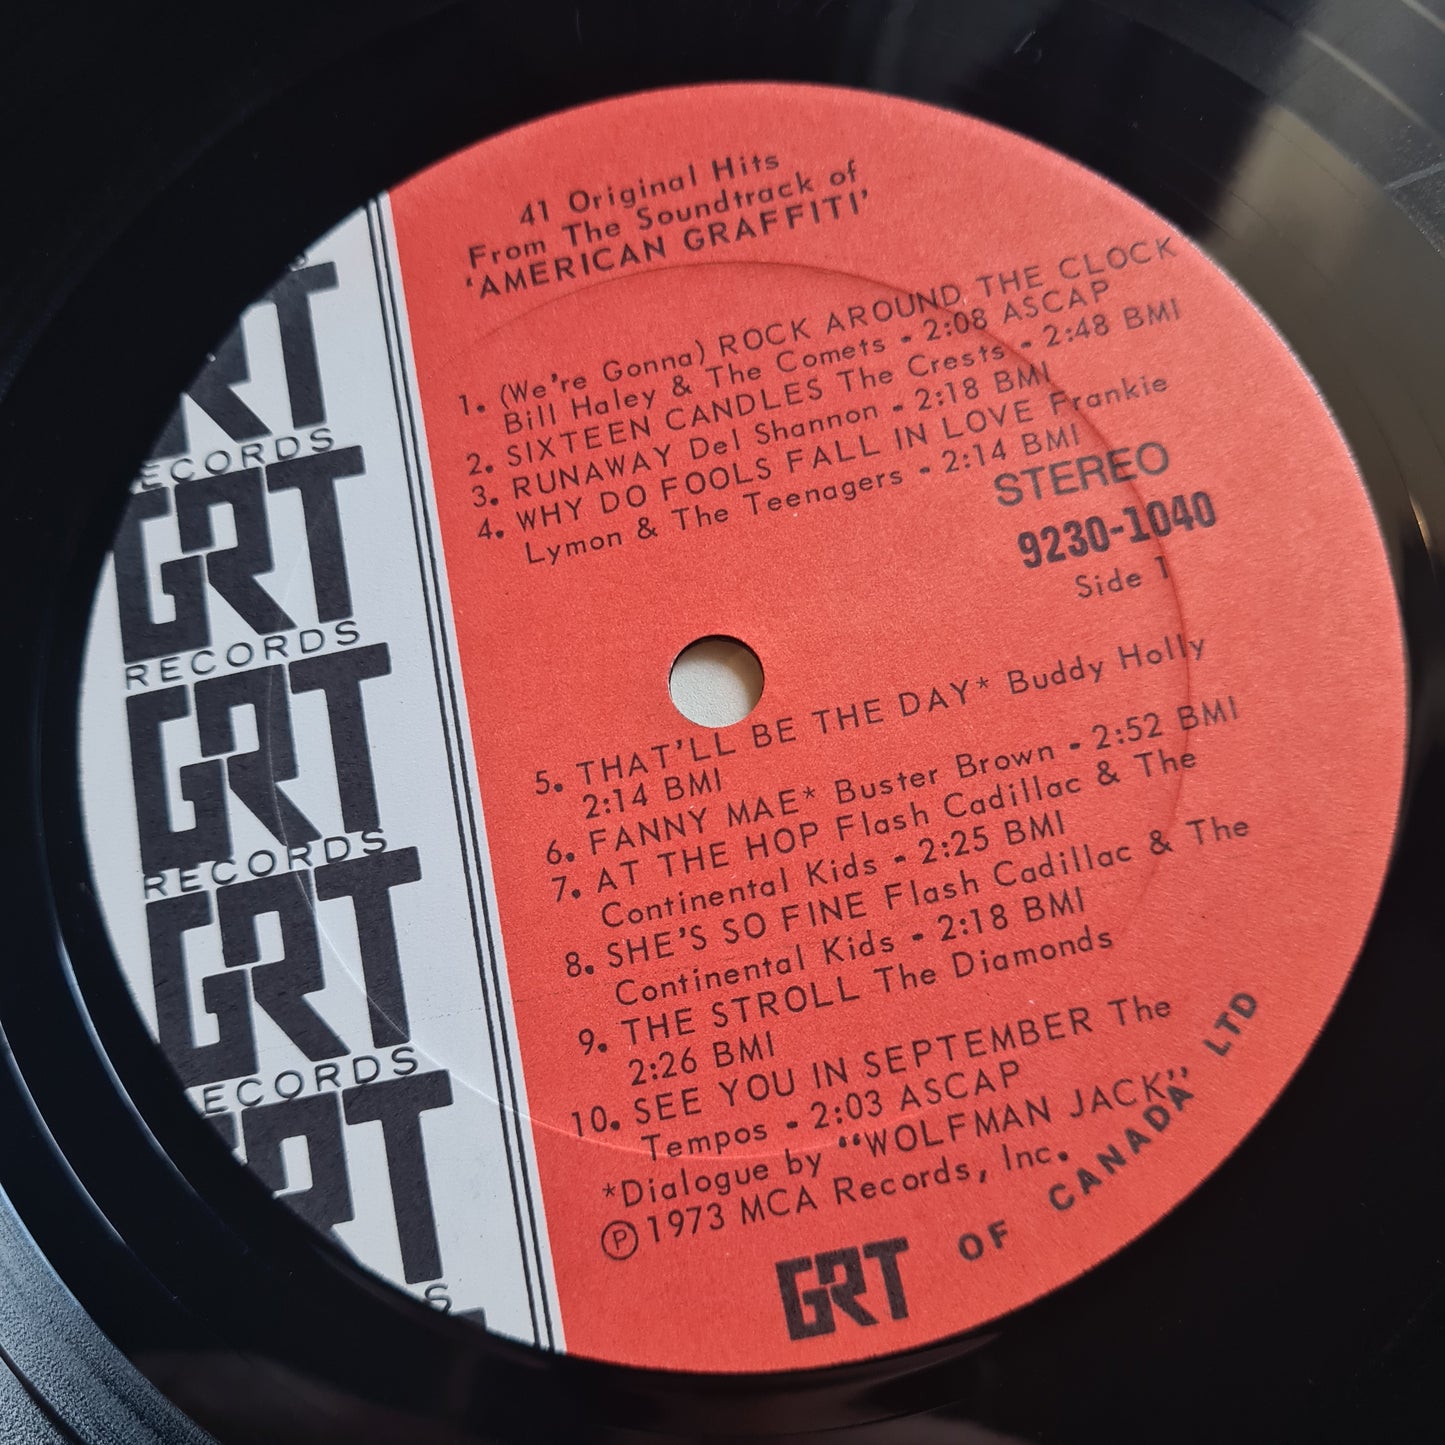 41 Original Hits
From The Soundtrack of
'AMERICAN GRAFFITI'
1. (We're Gonna) ROCK AROUND THE CLOCK
Bill Haley & The Comets - 2:08 ASCAP
2. SIXTEEN CANDLES The Crests - 2:48 BMI
3. RUNAWAY Del Shannon - 2:18 BMI
4. WHY DO FOOLS FALL IN LOVE Frankie
Lymon & The Teenagers - 2:14 BMI
STEREO
9230-1040
Side 1
5. THAT'LL BE THE DAY* Buddy Holly
2:14 BMI
6. FANNY MAE* Buster Brown - 2:52 BMI
7. AT THE HOP Flash Cadillac & The
Continental Kids - 2:25 BMI
8. SHE'S SO FINE Flash Cadillac & The
Continental Kids - 2:18 BMI
9. THE STROLL The Diamonds
2:26 BMI
10. SEE YOU IN SEPTEMBER The
Tempos - 2:03 ASCAP
*Dialogue by "WOLFMAN JACK"
Ⓟ1973 MCA Records, Inc.
GRT OF CANADA LTD
RT
ECORDS
GRT
RECORDS
GRT
RECORDS
GRT
ECORDS
GRT
S